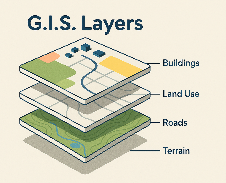 G.I.S. Layers
Buildings
Land Use
Roads
Terrain